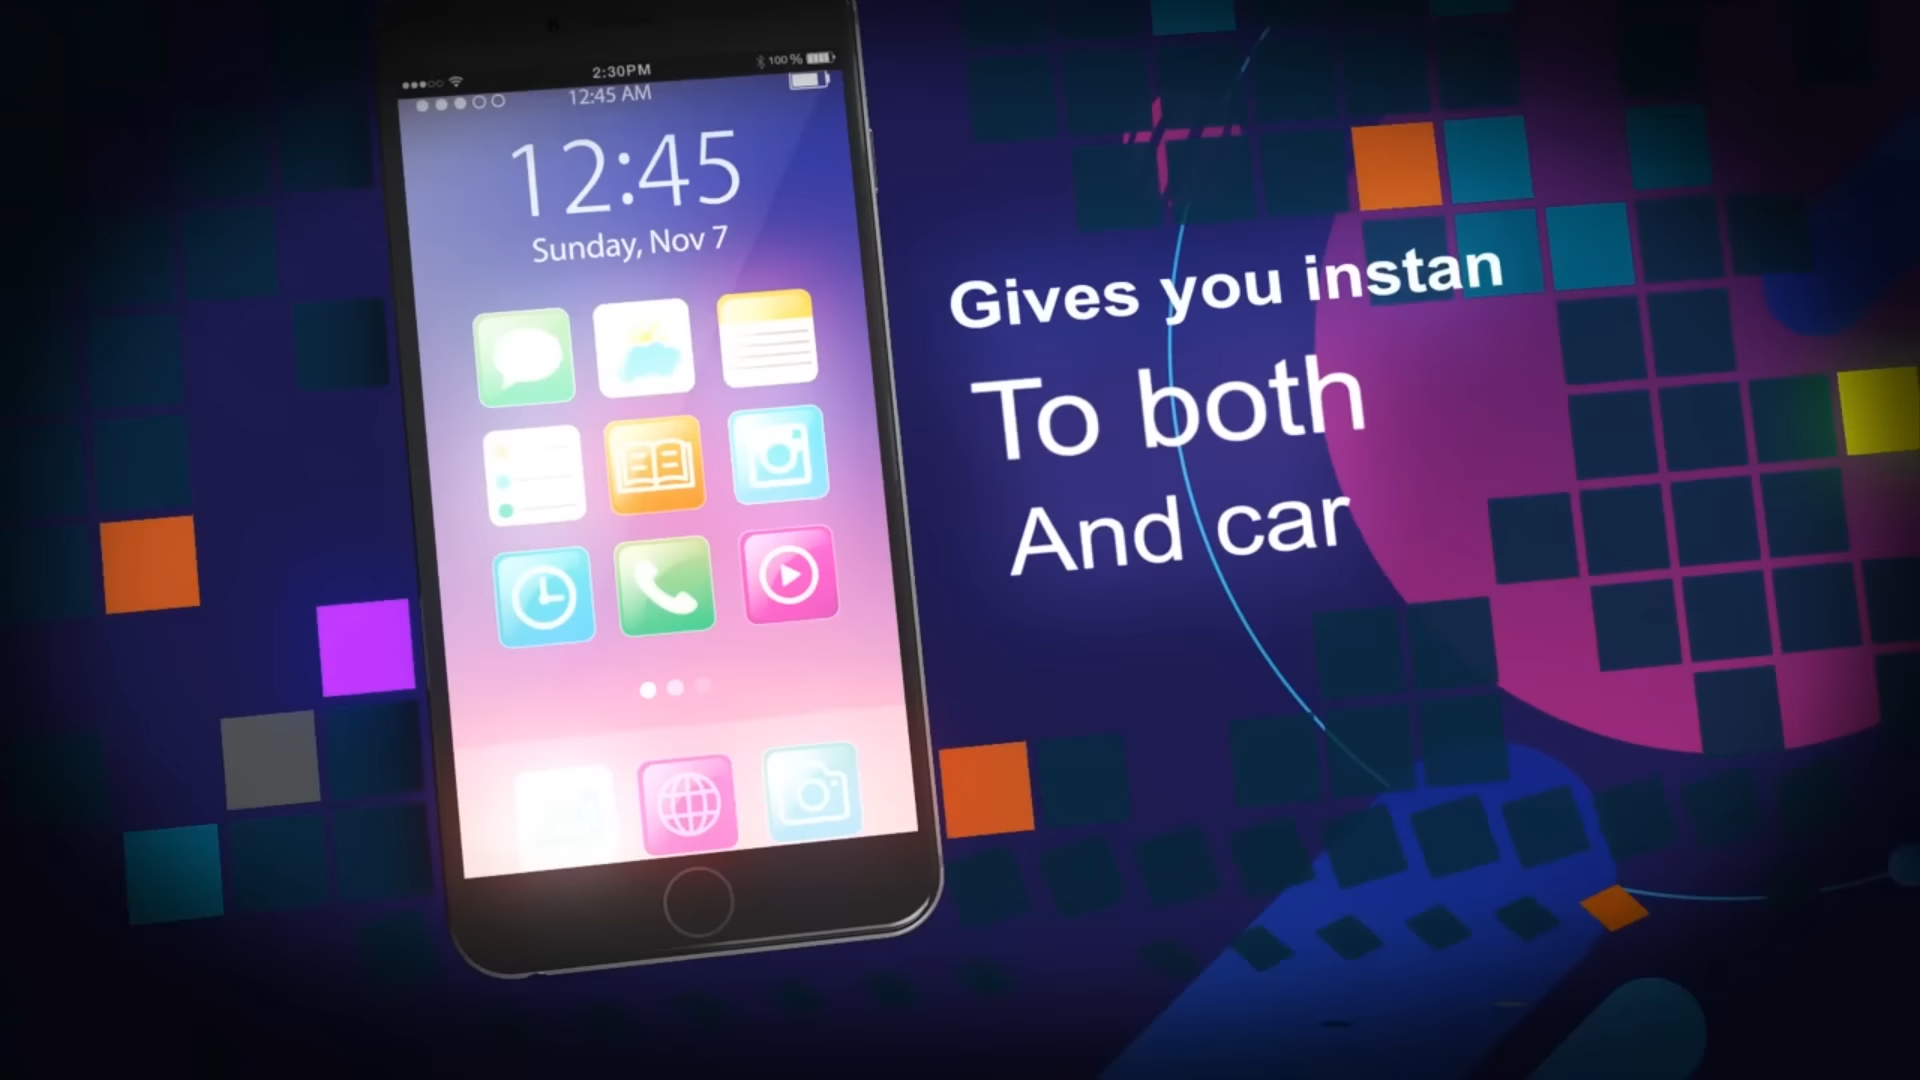 2:30PM
100 %
12:45 AM
12:45
Sunday, Nov 7
Gives you instan
To both
And car